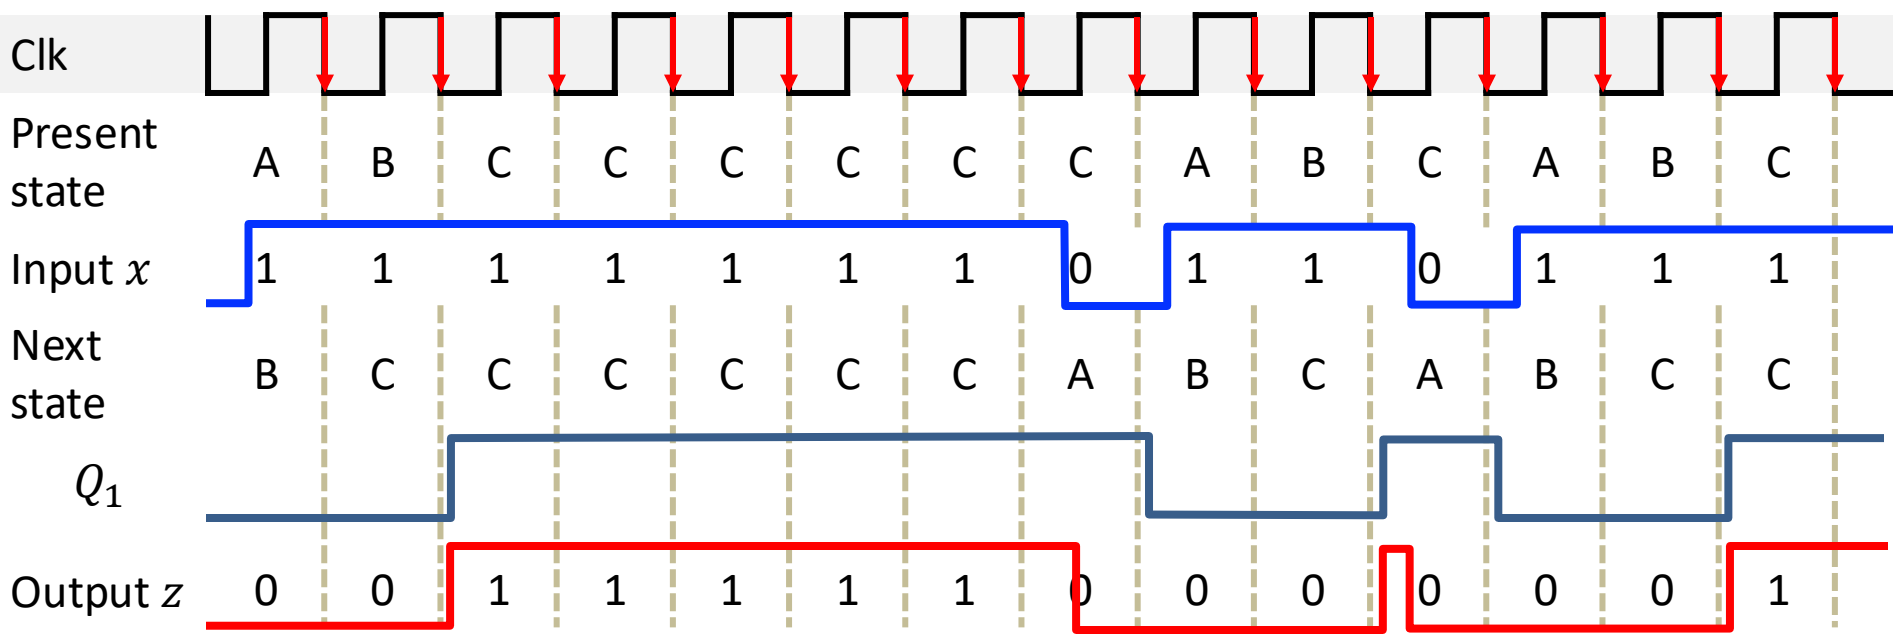 Clk
Present
state
A B C C C C C C A B C A B C
Input 𝑥
1 1 1 1 1 1 1 0 1 1 0 1 1 1
Next
state
B C C C C C C A B C A B C C
𝑄1
Output 𝑧
0 0 1 1 1 1 1 0 0 0 0 0 0 1